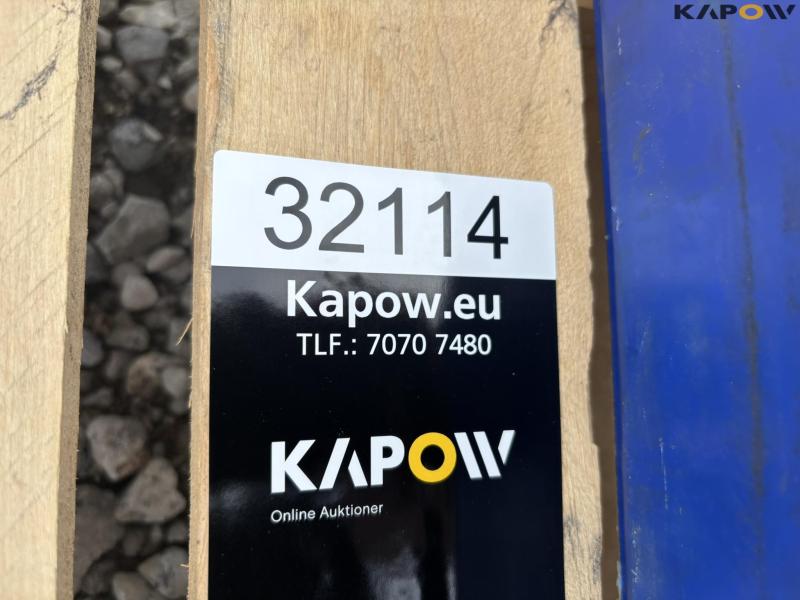 KAPOW
32114
Kapow.eu
TLF.: 7070 7480
KAPOW
Online Auktioner